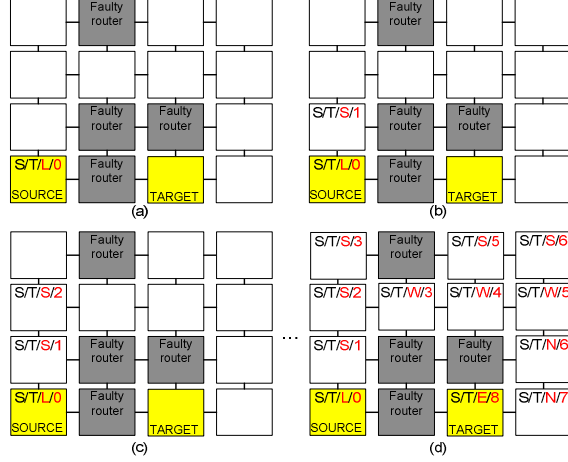 Faulty
router
Faulty
router
Faulty
router
Faulty
router
S/T/L/0
SOURCE
Faulty
router
TARGET
(a)
Faulty
router
S/T/S/1
Faulty
router
Faulty
router
S/T/L/0
SOURCE
Faulty
router
TARGET
(b)
Faulty
router
S/T/S/2
S/T/S/1
Faulty
router
Faulty
router
S/T/L/0
SOURCE
Faulty
router
TARGET
(c)
...
S/T/S/3
Faulty
router
S/T/S/5
S/T/S/6
S/T/S/2
S/T/W/3
S/T/W/4
S/T/W/5
S/T/S/1
Faulty
router
Faulty
router
S/T/N/6
S/T/L/0
SOURCE
Faulty
router
S/T/E/8
TARGET
S/T/N/7
(d)